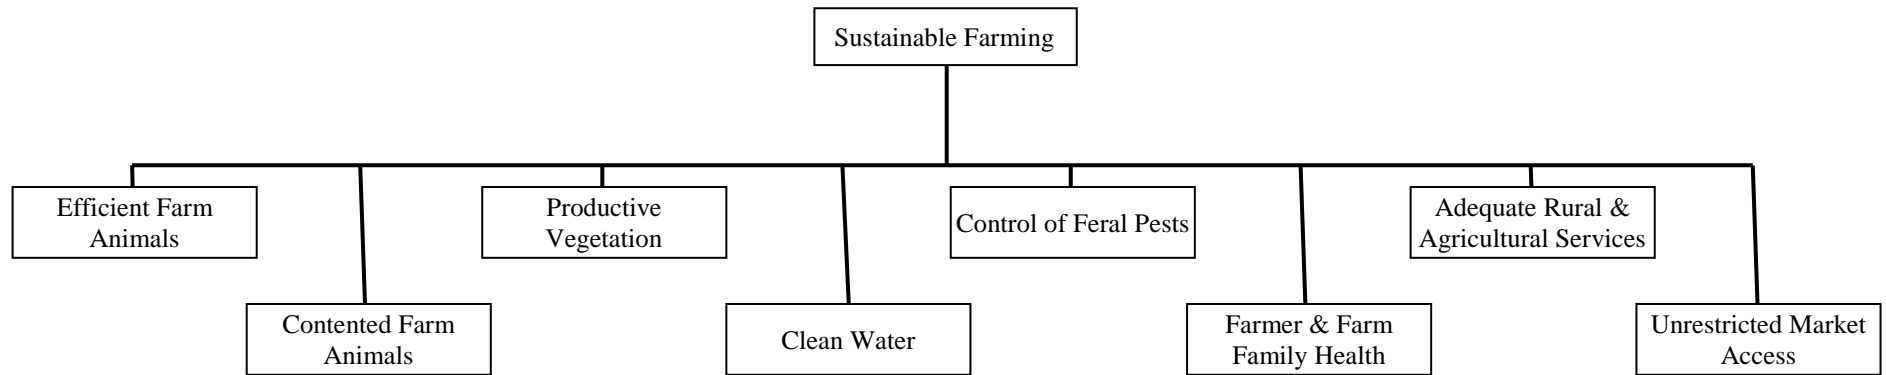 Sustainable Farming
Efficient Farm
Animals
Productive
Vegetation
Control of Feral Pests
Adequate Rural &
Agricultural Services
Contented Farm
Animals
Clean Water
Farmer & Farm
Family Health
Unrestricted Market
Access